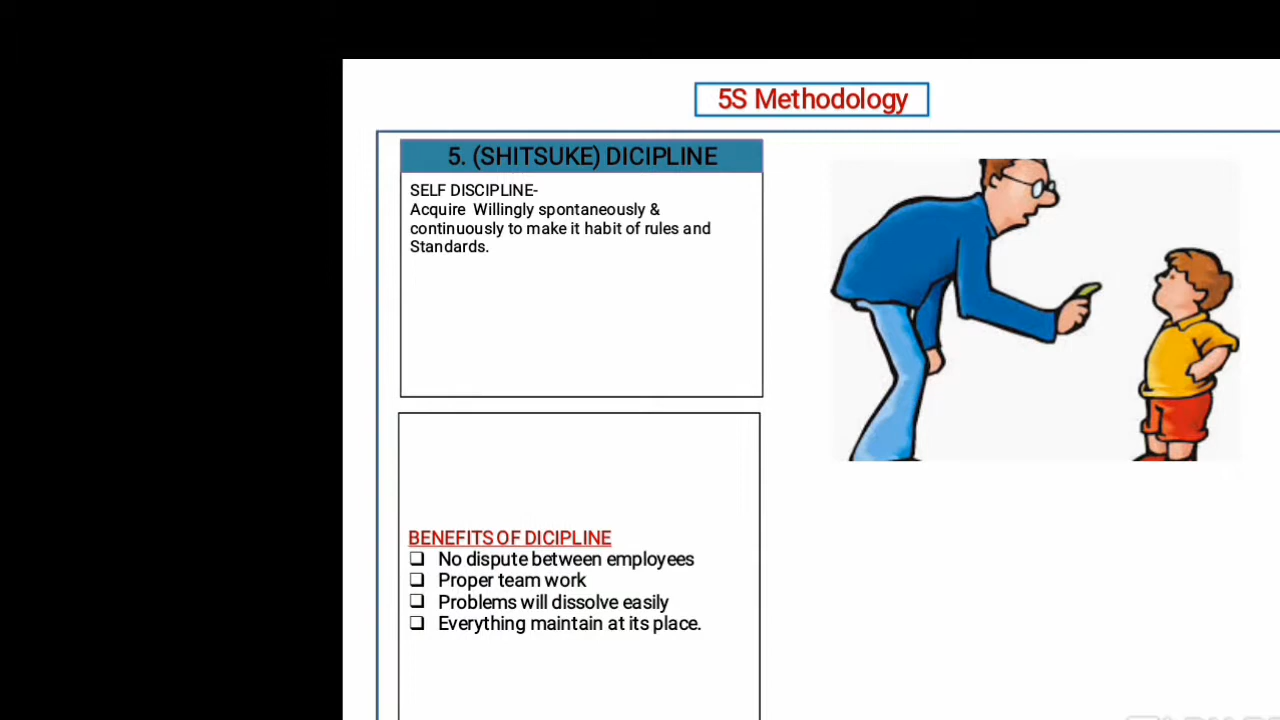 5S Methodology
5. (SHITSUKE) DICIPLINE
SELF DISCIPLINE-
Acquire Willingly spontaneously &
continuously to make it habit of rules and
Standards.
BENEFITS OF DICIPLINE
❑ No dispute between employees
❑ Proper team work
❑ Problems will dissolve easily
❑ Everything maintain at its place.